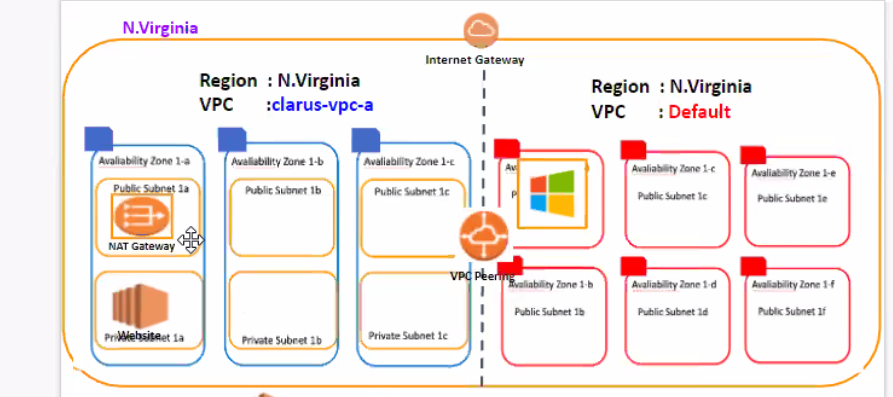 N.Virginia
Internet Gateway
Region : N.Virginia
VPC :clarus-vpc-a
Region : N.Virginia
VPC : Default
Avaliability Zone 1-a
Public Subnet 1a
NAT Gateway
Website
Private Subnet 1a
Avaliability Zone 1-b
Public Subnet 1b
Private Subnet 1b
Avaliability Zone 1-c
Public Subnet 1c
Private Subnet 1c
VPC Peering
Avaliability Zone 1-c
Public Subnet 1c
Avaliability Zone 1-e
Public Subnet 1e
Avaliability Zone 1-b
Public Subnet 1b
Avaliability Zone 1-d
Public Subnet 1d
Avaliability Zone 1-f
Public Subnet 1f